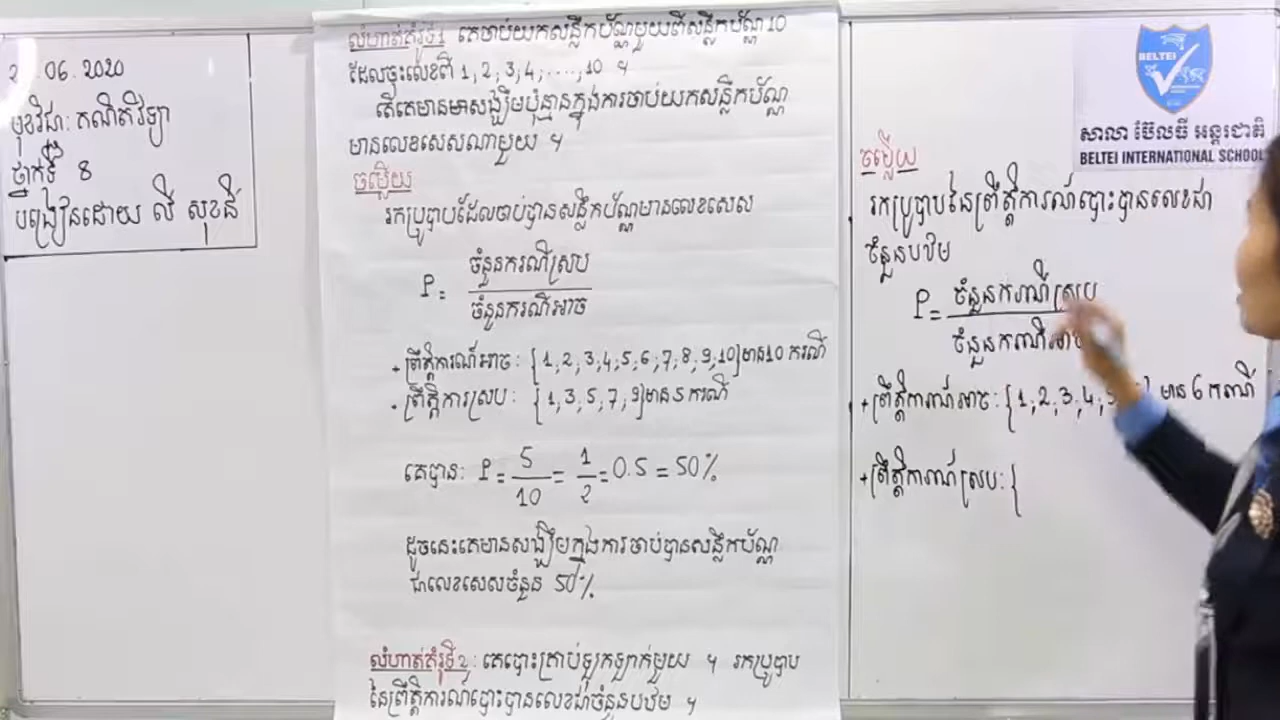 .06.2020
មុខវិជ្ជា: គណិតវិទ្យា
ថ្នាក់ទី 8
បង្រៀនដោយ លី សុខនី
លំហាត់គំរូទី1 គេចាប់យកសន្លឹកប័ណ្ណមួយពីសន្លឹកប័ណ្ណ 10
ដែលចុះលេខពី 1, 2, 3, 4, ...., 10 ។
តើគេមានមាសង្ឃឹមប៉ុន្មានក្នុងការចាប់យកសន្លឹកប័ណ្ណ
មានលេខសេសណាមួយ ។
ចម្លើយ
រកប្រូបាបដែលចាប់បានសន្លឹកប័ណ្ណមានលេខសេស
P = ចំនួនករណីស្រប / ចំនួនករណីអាច
+ ព្រឹត្តិការណ៍អាច: {1, 2, 3, 4, 5, 6, 7, 8, 9, 10} មាន 10 ករណី
+ ព្រឹត្តិការស្រប: {1, 3, 5, 7, 9} មាន 5 ករណី
គេបាន: P = 5/10 = 1/2 = 0.5 = 50%
ដូចនេះគេមានសង្ឃឹមក្នុងការចាប់បានសន្លឹកប័ណ្ណ
ជាលេខសេសចំនួន 50%
លំហាត់គំរូទី2: គេបោះគ្រាប់ឡុកឡាក់មួយ ។ រកប្រូបាប
នៃព្រឹត្តិការណ៍បោះបានលេខជាចំនួនបឋម ។
BELTEI
សាលា ប៊ែលធី អន្តរជាតិ
BELTEI INTERNATIONAL SCHOOL
ចម្លើយ
រកប្រូបាបនៃព្រឹត្តិការណ៍បោះបានលេខជា
ចំនួនបឋម
P = ចំនួនករណីស្រប / ចំនួនករណីអាច
+ ព្រឹត្តិការណ៍អាច: {1, 2, 3, 4, } មាន 6 ករណី
+ ព្រឹត្តិការណ៍ស្រប: {